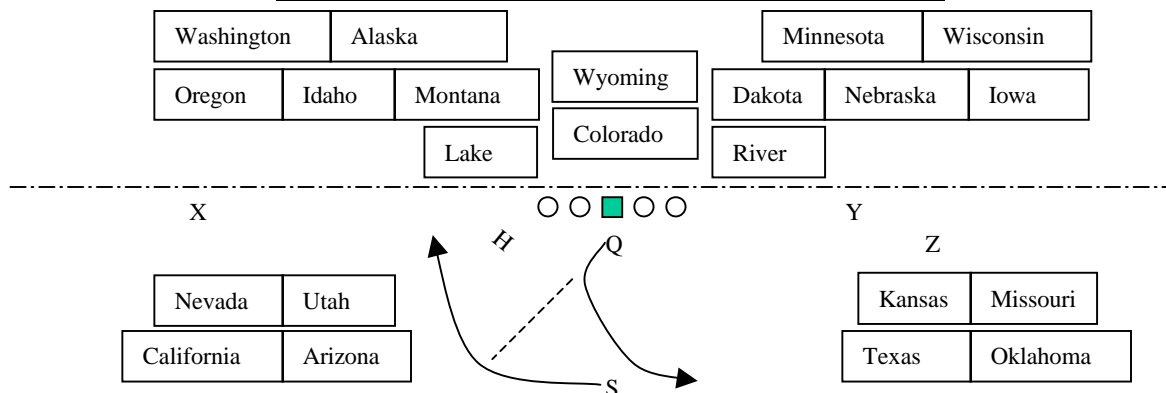 Washington Alaska Minnesota Wisconsin
Wyoming
Oregon Idaho Montana Dakota Nebraska Iowa
Colorado
Lake River
X Y
H Q Z
Nevada Utah Kansas Missouri
California Arizona Texas Oklahoma
S